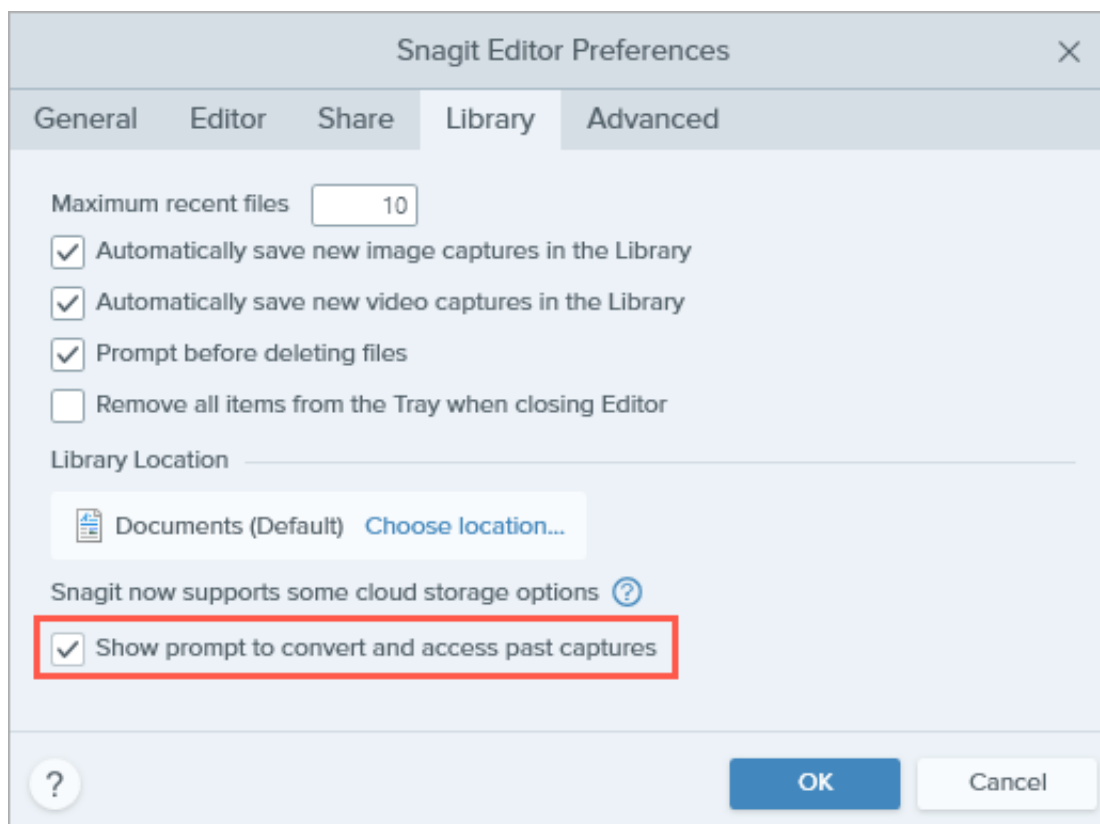 Snagit Editor Preferences
General Editor Share Library Advanced
Maximum recent files 10
Automatically save new image captures in the Library
Automatically save new video captures in the Library
Prompt before deleting files
Remove all items from the Tray when closing Editor
Library Location
Documents (Default) Choose location...
Snagit now supports some cloud storage options ?
Show prompt to convert and access past captures
? OK Cancel